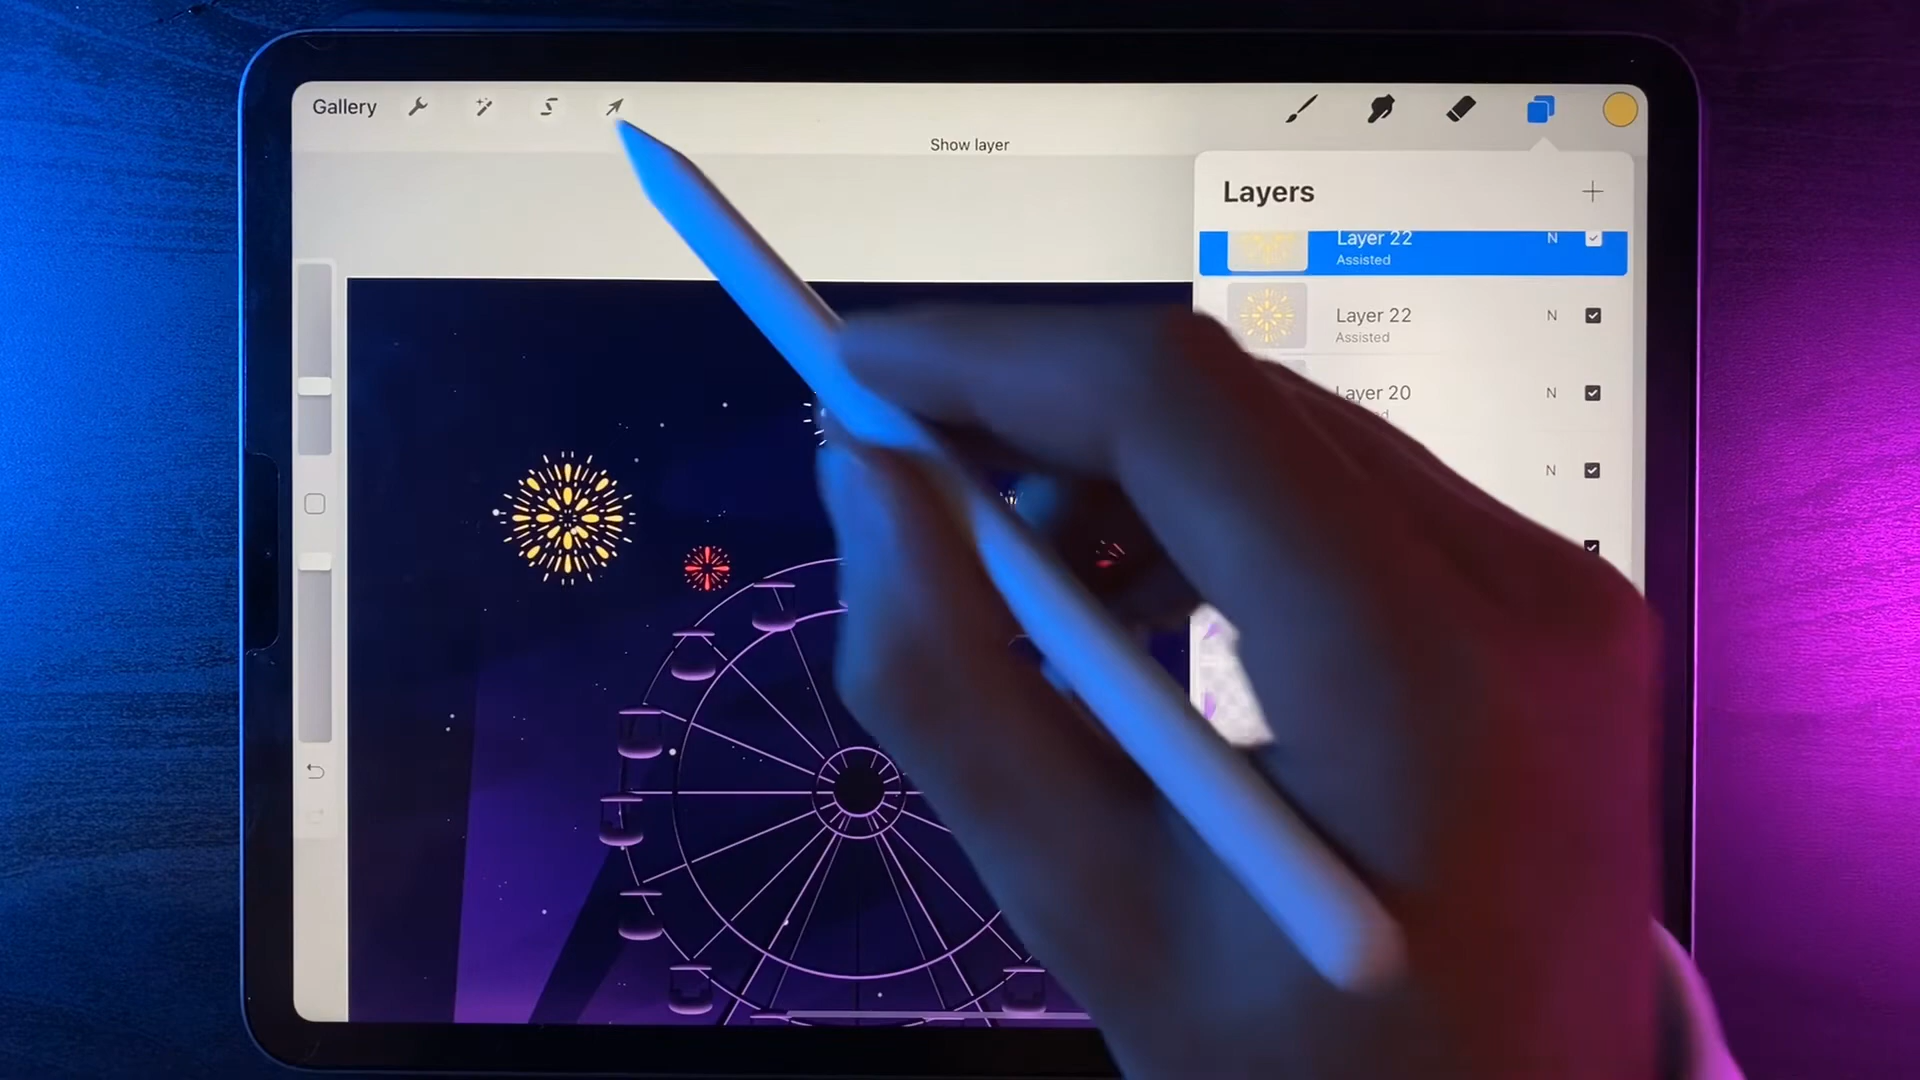 Gallery
Show layer
Layers
Layer 22 N
Assisted
Layer 22 N
Assisted
Layer 20 N
N